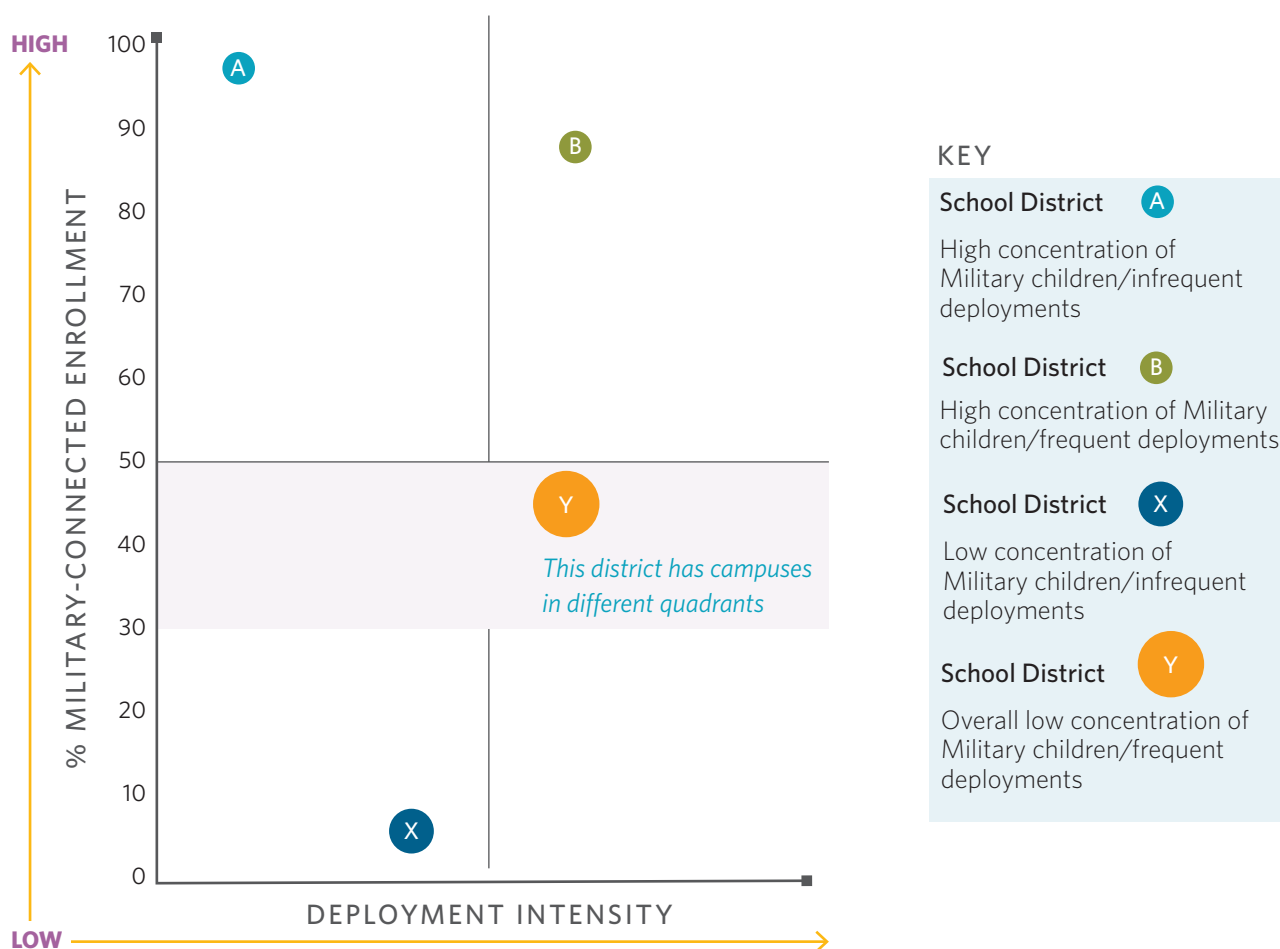 HIGH
100
90
80
70
60
50
40
30
20
10
0
% MILITARY-CONNECTED ENROLLMENT
A
B
Y
This district has campuses
in different quadrants
X
DEPLOYMENT INTENSITY
LOW
KEY
School District A
High concentration of
Military children/infrequent
deployments
School District B
High concentration of Military
children/frequent deployments
School District X
Low concentration of
Military children/infrequent
deployments
School District Y
Overall low concentration of
Military children/frequent
deployments